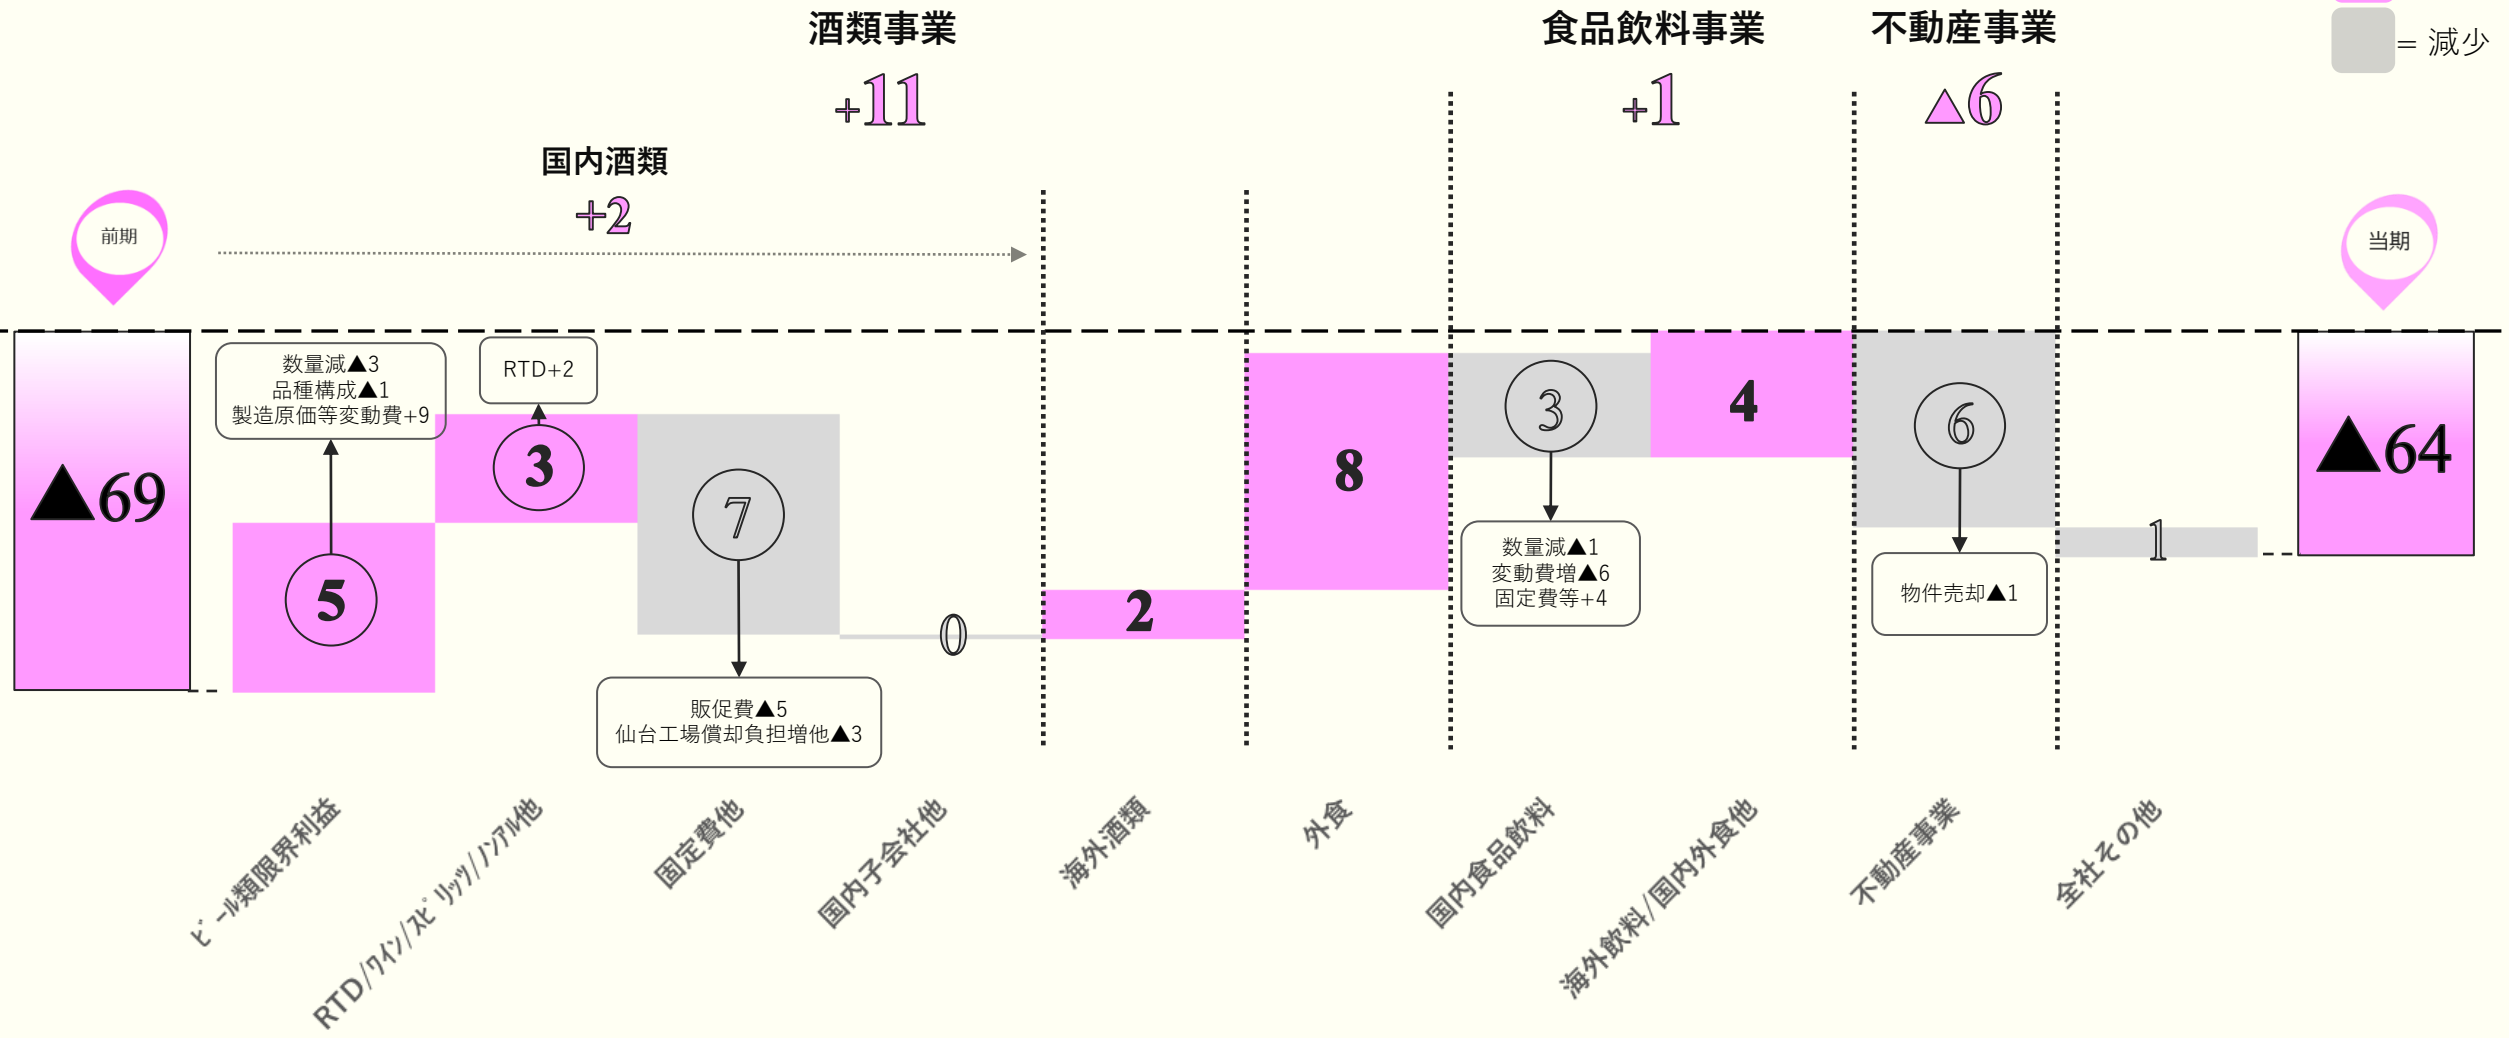 酒類事業
食品飲料事業
不動産事業
= 減少
+11
+1
▲6
国内酒類
+2
前期
当期
数量減▲3
品種構成▲1
製造原価等変動費+9
RTD+2
▲69
5
3
7
0
2
8
3
4
6
1
▲64
数量減▲1
変動費増▲6
固定費等+4
物件売却▲1
販促費▲5
仙台工場償却負担増他▲3
ﾋﾞｰﾙ類限界利益
RTD/ﾜｲﾝ/ｽﾋﾟﾘｯﾂ/ﾉﾝｱﾙ他
固定費他
国内子会社他
海外酒類
外食
国内食品飲料
海外飲料/国内外食他
不動産事業
全社その他